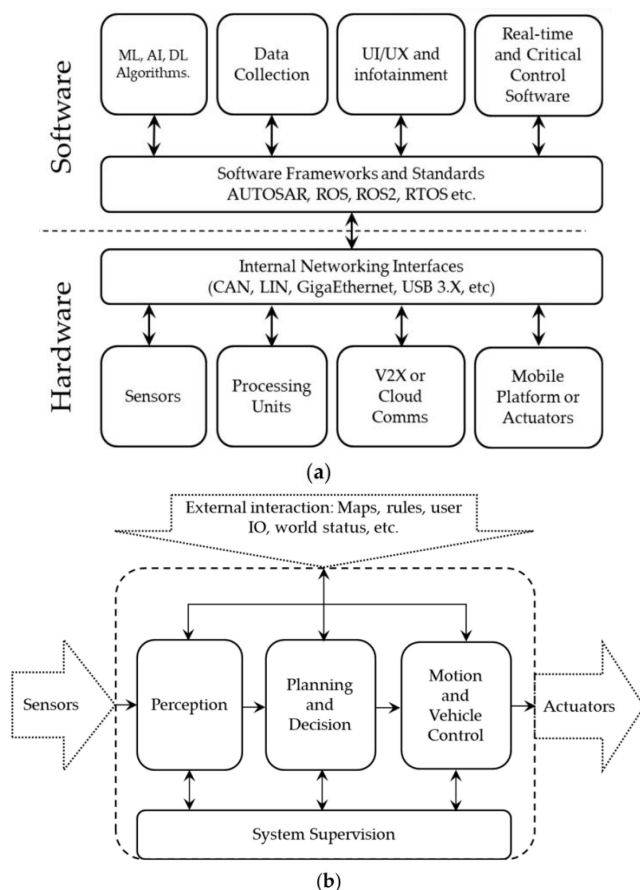 Software
ML, AI, DL
Algorithms.
Data
Collection
UI/UX and
infotainment
Real-time
and Critical
Control
Software
Software Frameworks and Standards
AUTOSAR, ROS, ROS2, RTOS etc.
Hardware
Internal Networking Interfaces
(CAN, LIN, GigaEthernet, USB 3.X, etc)
Sensors
Processing
Units
V2X or
Cloud
Comms
Mobile
Platform or
Actuators
(a)
External interaction: Maps, rules, user
IO, world status, etc.
Sensors
Perception
Planning
and
Decision
Motion
and
Vehicle
Control
Actuators
System Supervision
(b)